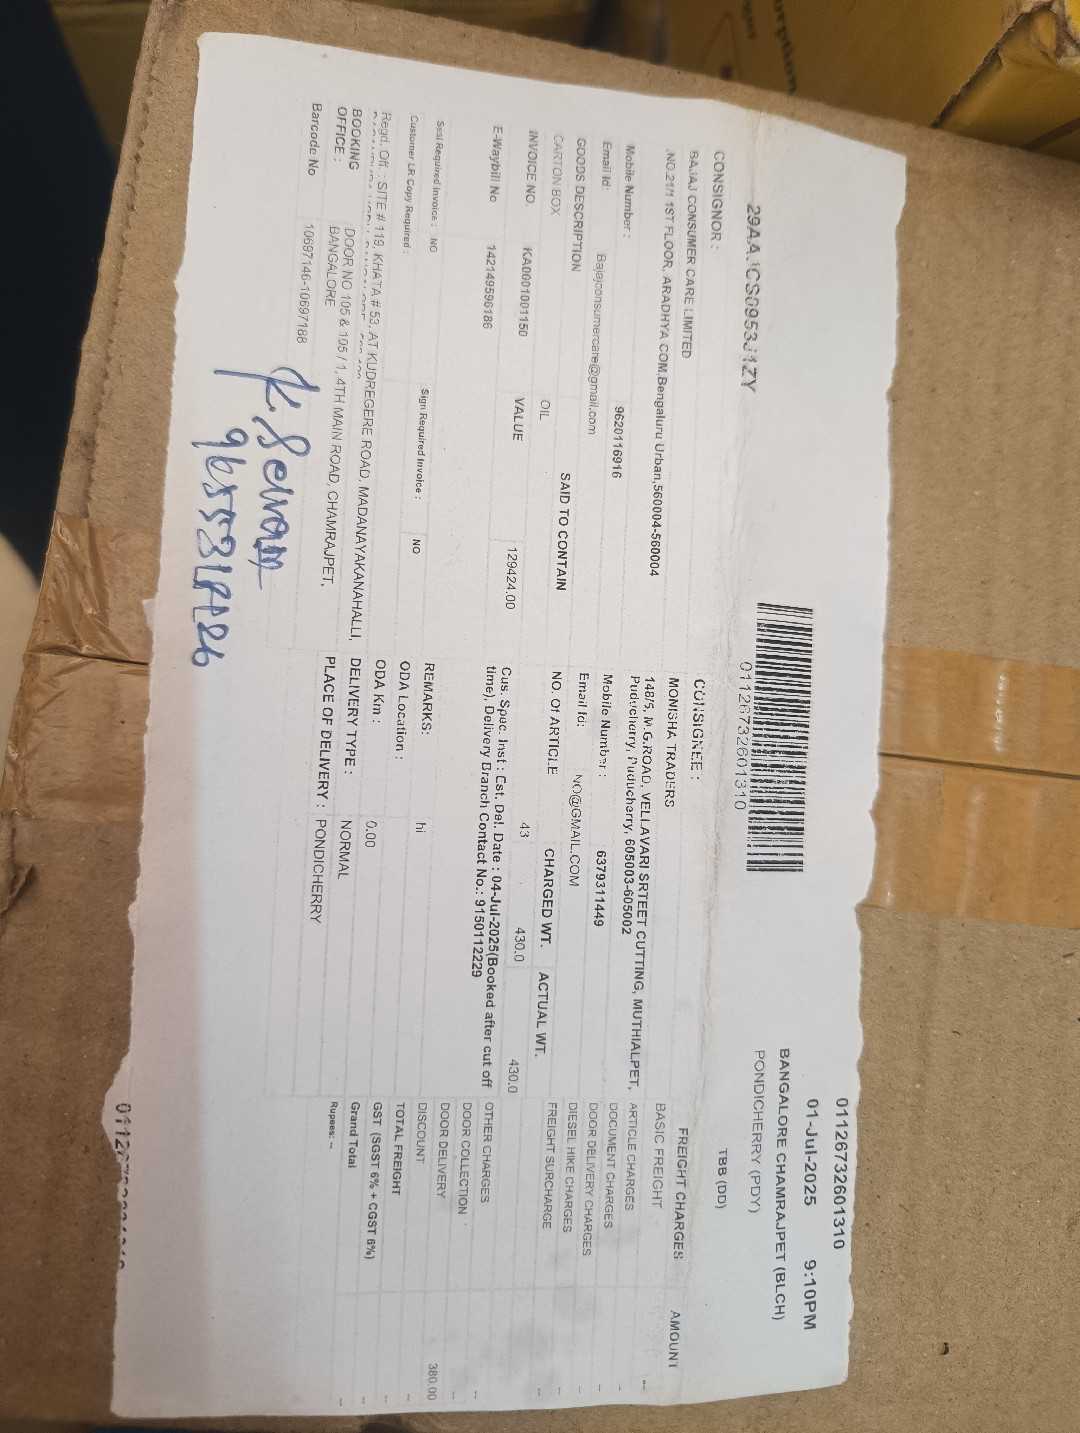 01126732601310
01-Jul-2025 9:10PM
BANGALORE CHAMRAJPET (BLCH)
PONDICHERRY (PDY)
01126732601310
TBB (DD)
CONSIGNOR :
BAJAJ CONSUMER CARE LIMITED
.NO.21/1 1ST FLOOR, ARADHYA COM,Bengaluru Urban,560004-560004
Mobile Number : 9620116916
Email Id: Bajajconsumercare@gmail.com
GOODS DESCRIPTION SAID TO CONTAIN
CARTON BOX OIL
INVOICE NO. KA0001001150 VALUE 129424.00
E-Waybill No 142149596186
Seal Required Invoice : NO Sign Required Invoice : NO
Customer LR Copy Required :
Regd. Off. : SITE # 119, KHATA # 53, AT KUDREGERE ROAD, MADANAYAKANAHALLI,
BOOKING OFFICE : DOOR NO 105 & 105 / 1, 4TH MAIN ROAD, CHAMRAJPET, BANGALORE
Barcode No 10697146-10697188
CONSIGNEE :
MONISHA TRADERS
148/5, M.G.ROAD, VELLAVARI SRTEET CUTTING, MUTHIALPET,
Puducherry, Puducherry, 605003-605002
Mobile Number : 6379311449
Email Id: NO@GMAIL.COM
NO. Of ARTICLE CHARGED WT. ACTUAL WT.
43 430.0 430.0
Cus. Spec. Inst : Est. Del. Date : 04-Jul-2025(Booked after cut off
time) Delivery Branch Contact No.: 9150112229
REMARKS: hi
ODA Location :
ODA Km : 0.00
DELIVERY TYPE : NORMAL
PLACE OF DELIVERY : PONDICHERRY
FREIGHT CHARGES AMOUNT
BASIC FREIGHT --
ARTICLE CHARGES
DOCUMENT CHARGES --
DOOR DELIVERY CHARGES --
DIESEL HIKE CHARGES --
FREIGHT SURCHARGE --
OTHER CHARGES --
DOOR COLLECTION --
DOOR DELIVERY 380.00
DISCOUNT
TOTAL FREIGHT --
GST (SGST 6% + CGST 6%) --
Grand Total --
Rupees: -- --
K. Selvam